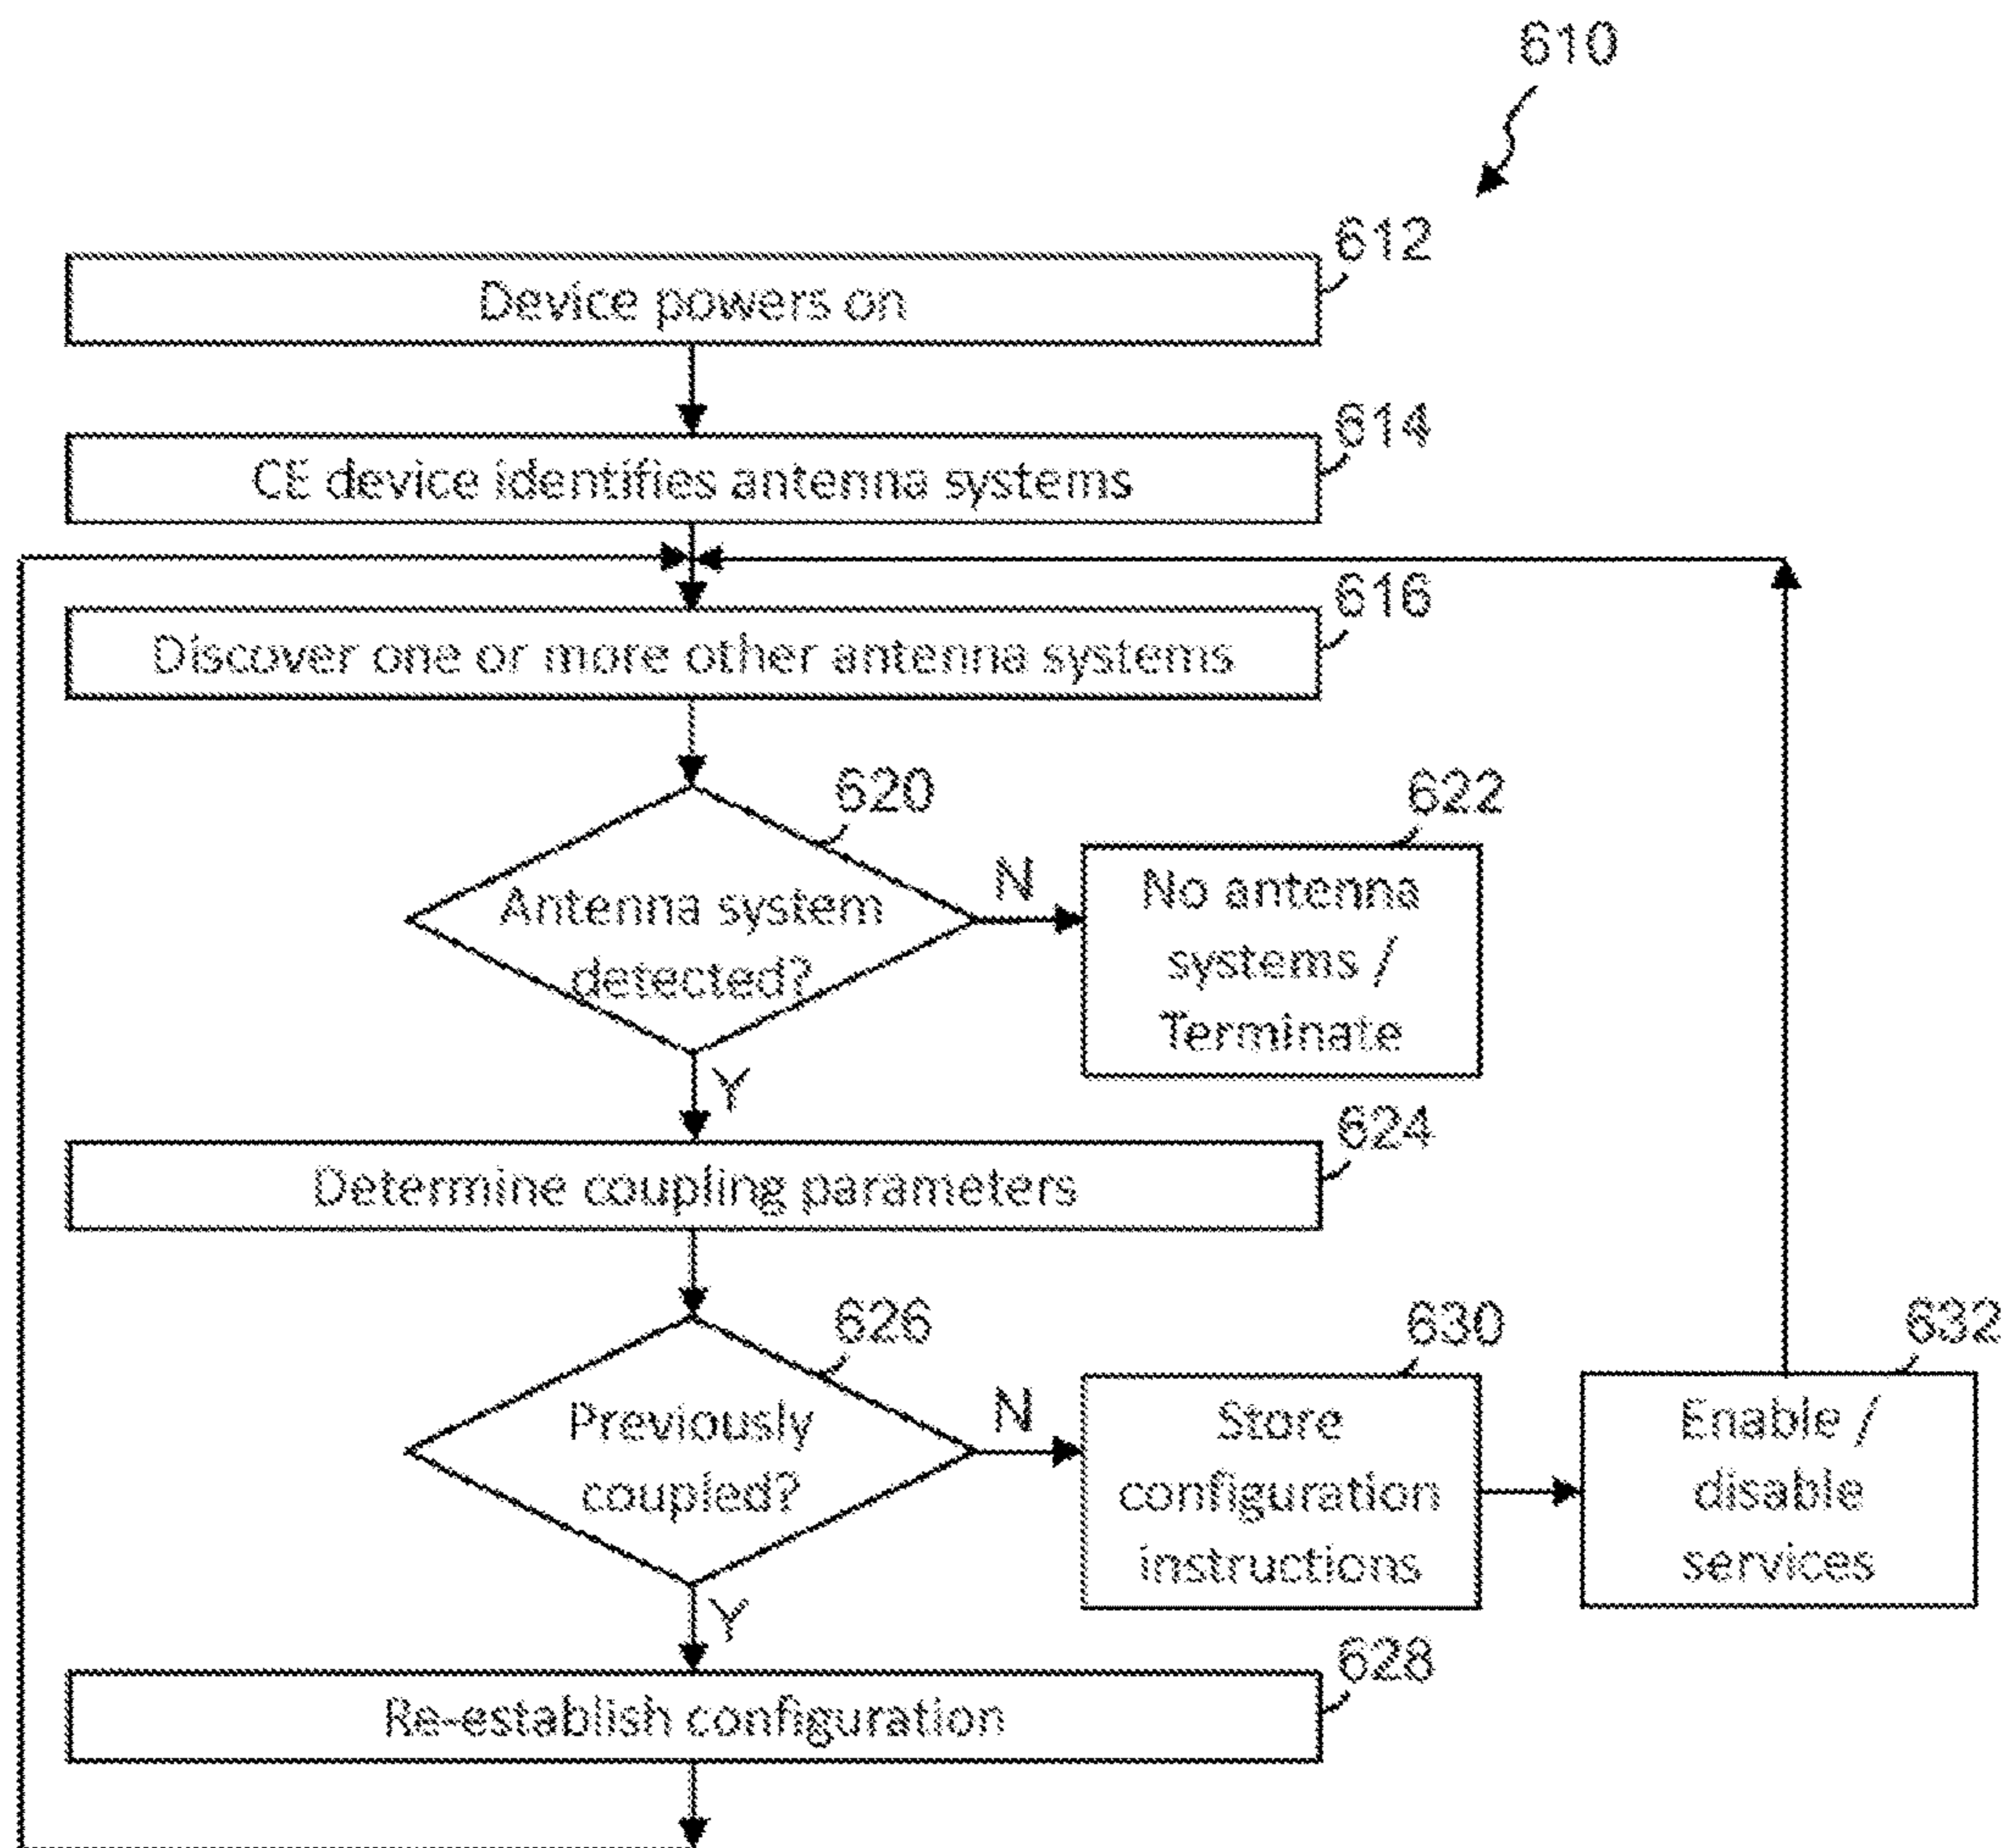 610
612
Device powers on
614
CE device identifies antenna systems
616
Discover one or more other antenna systems
620
Antenna system
detected?
N
622
No antenna
systems /
Terminate
Y
624
Determine coupling parameters
626
Previously
coupled?
N
630
Store
configuration
instructions
632
Enable /
disable
services
Y
628
Re-establish configuration